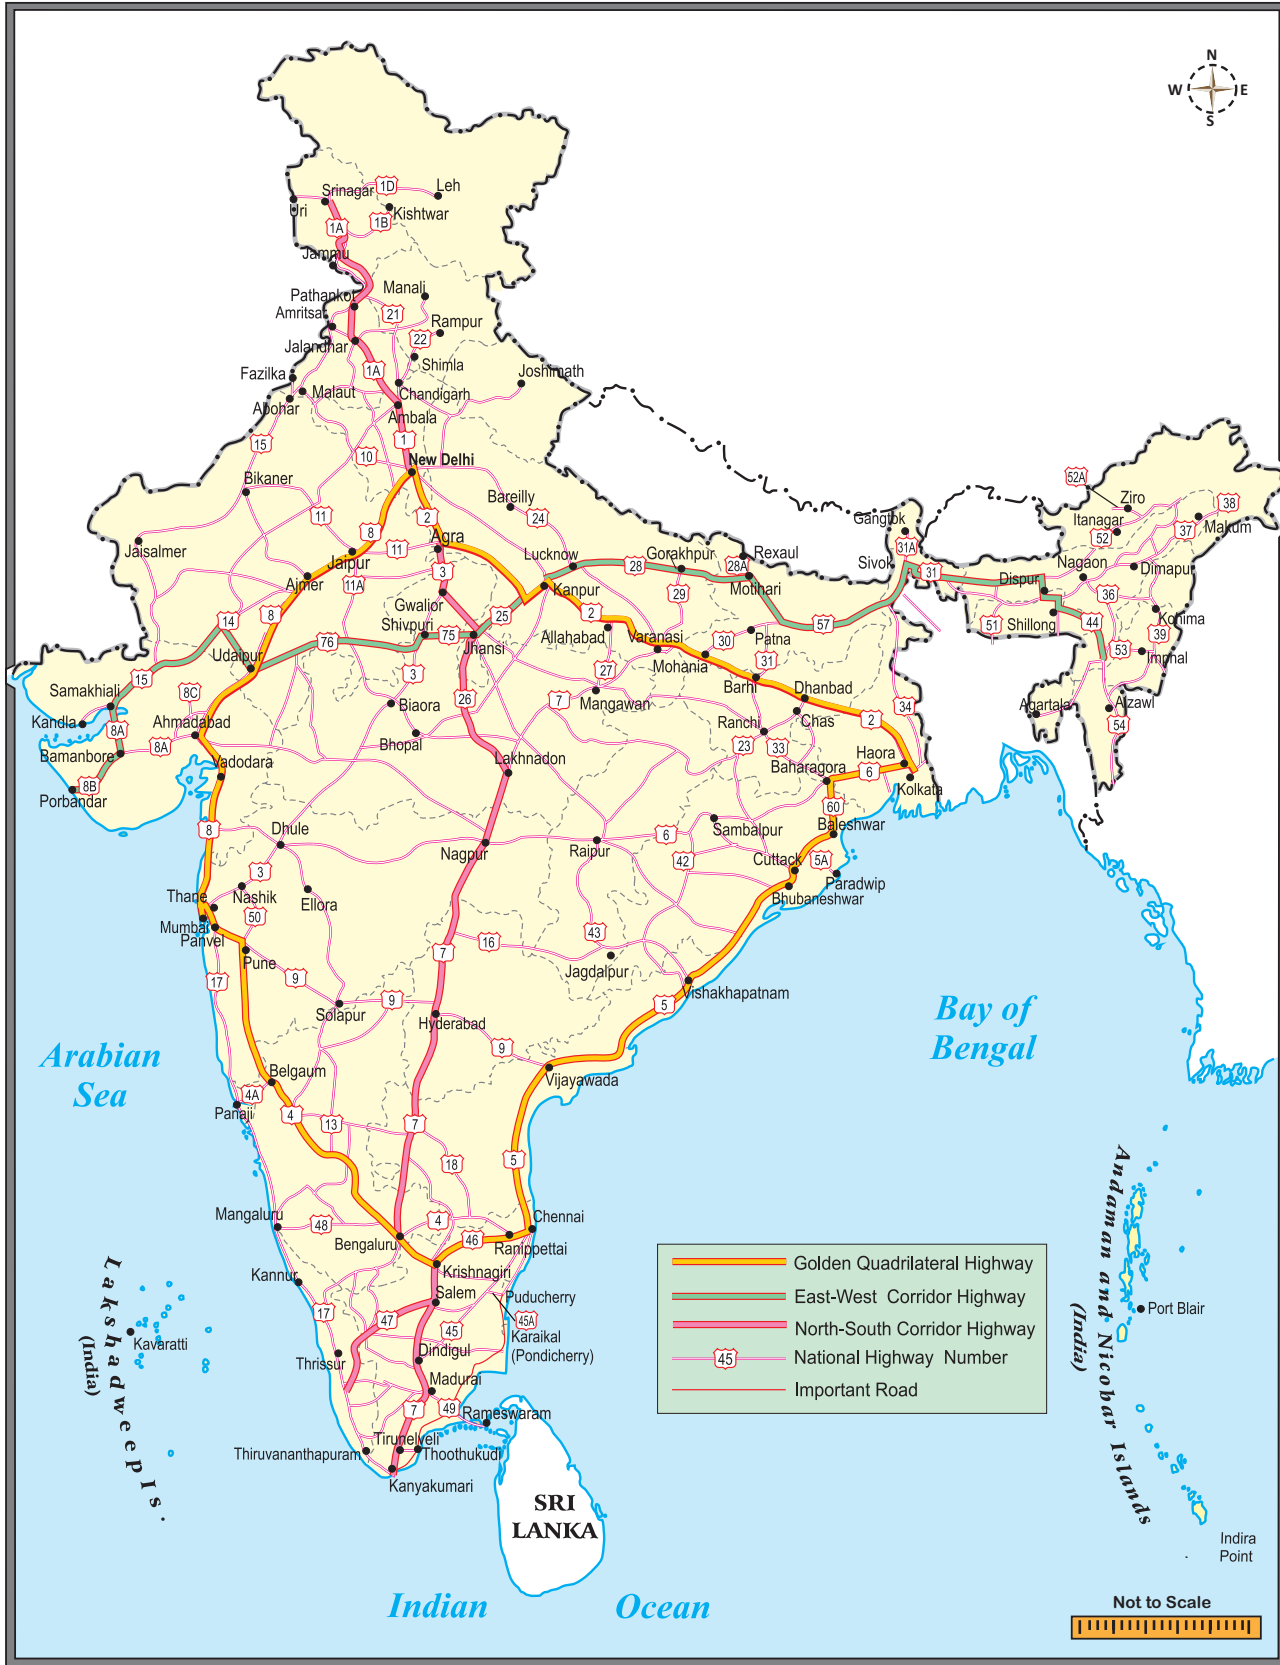 N
W E
S
1D
Leh
Srinagar
Uri
Kishtwar
1B
1A
Jammu
Manali
Pathankot
Amritsar
21
Rampur
22
Jalandhar
Shimla
1A
Fazilka
Joshimath
Malaut
Chandigarh
Abohar
Ambala
15
1
10
New Delhi
52A
Bikaner
Ziro
Bareilly
38
11
2
24
Gangtok
Itanagar
37
Makum
8
52
Jaisalmer
11
Agra
31A
Jaipur
Lucknow
Gorakhpur
Rexaul
Sivok
Nagaon
Dimapur
28
28A
31
Dispur
Ajmer
11A
3
Kanpur
Motihari
29
36
Gwalior
14
8
25
2
Shillong
Kohima
Shivpuri
75
Allahabad
Varanasi
57
51
44
39
76
Jhansi
30
Patna
Udaipur
Mohania
31
53
Imphal
15
3
27
Barhi
Samakhiali
8C
26
7
Mangawan
Dhanbad
Biaora
34
Aizawl
Kandla
Ahmadabad
Ranchi
Chas
2
Agartala
8A
Bhopal
54
Bamanbore
8A
23
33
Haora
Vadodara
Lakhnadon
Baharagora
6
8B
Kolkata
Porbandar
60
8
Dhule
Sambalpur
Baleshwar
6
Nagpur
Raipur
42
Cuttack
5A
3
Paradwip
Thane
Nashik
Ellora
Bhubaneshwar
50
Mumbai
Panvel
43
16
7
Pune
Jagdalpur
17
9
Vishakhapatnam
9
5
Solapur
Hyderabad
Bay of
Bengal
9
Arabian
Sea
Vijayawada
Belgaum
4A
Panaji
4
13
7
5
18
Mangaluru
48
4
Chennai
Bengaluru
46
Ranippettai
Krishnagiri
Kannur
Salem
Puducherry
17
47
45
45A
Karaikal
(Pondicherry)
Thrissur
Dindigul
Madurai
7
49
Rameswaram
Tirunelveli
Thiruvananthapuram
Thoothukudi
Kanyakumari
SRI
LANKA
Lakshadweep Is.
(India)
Kavaratti
Golden Quadrilateral Highway
East-West Corridor Highway
North-South Corridor Highway
45 National Highway Number
Important Road
Andaman and Nicobar Islands
(India)
Port Blair
Indira
Point
Indian Ocean
Not to Scale